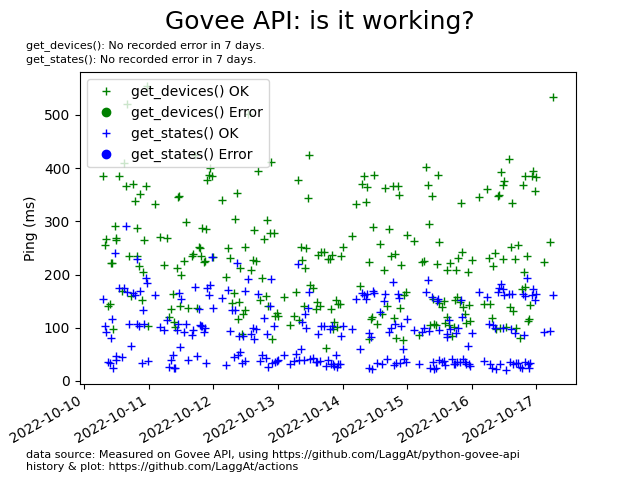 Govee API: is it working?
get_devices(): No recorded error in 7 days.
get_states(): No recorded error in 7 days.
get_devices() OK
get_devices() Error
get_states() OK
get_states() Error
Ping (ms)
500
400
300
200
100
0
2022-10-10
2022-10-11
2022-10-12
2022-10-13
2022-10-14
2022-10-15
2022-10-16
2022-10-17
data source: Measured on Govee API, using https://github.com/LaggAt/python-govee-api
history & plot: https://github.com/LaggAt/actions